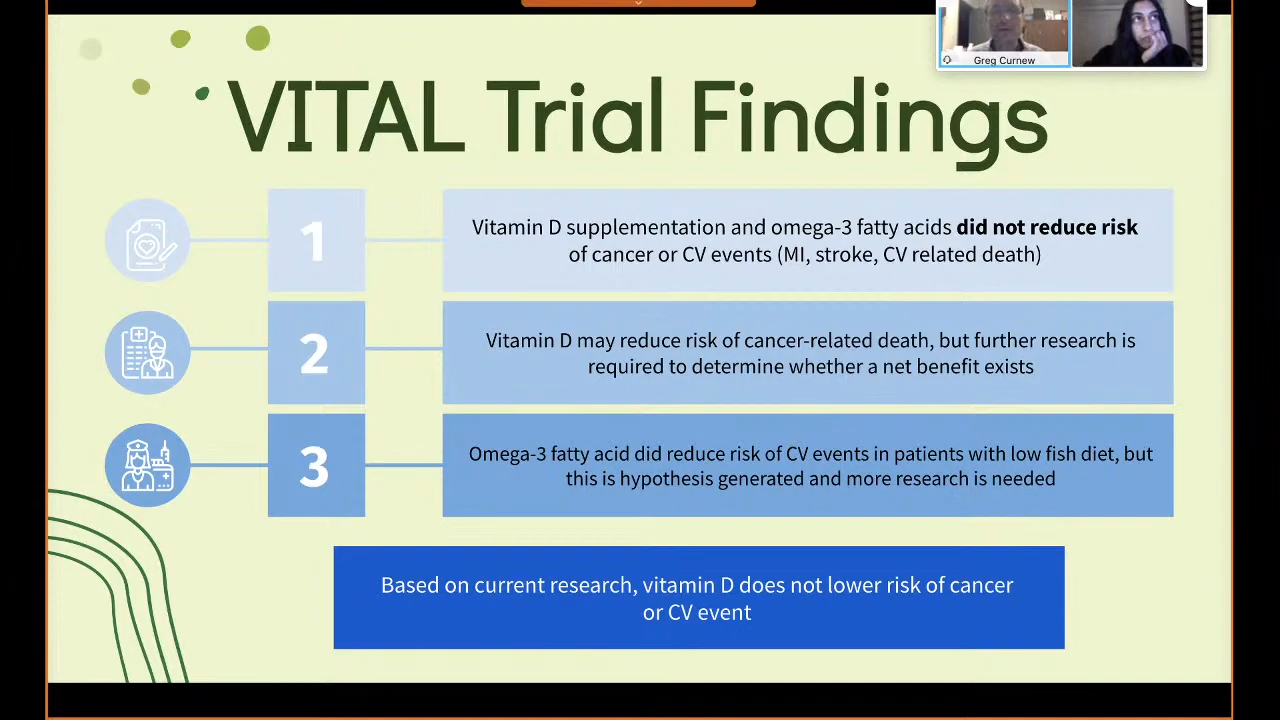 Greg Curnew
VITAL Trial Findings
1
Vitamin D supplementation and omega-3 fatty acids did not reduce risk
of cancer or CV events (MI, stroke, CV related death)
2
Vitamin D may reduce risk of cancer-related death, but further research is
required to determine whether a net benefit exists
3
Omega-3 fatty acid did reduce risk of CV events in patients with low fish diet, but
this is hypothesis generated and more research is needed
Based on current research, vitamin D does not lower risk of cancer
or CV event